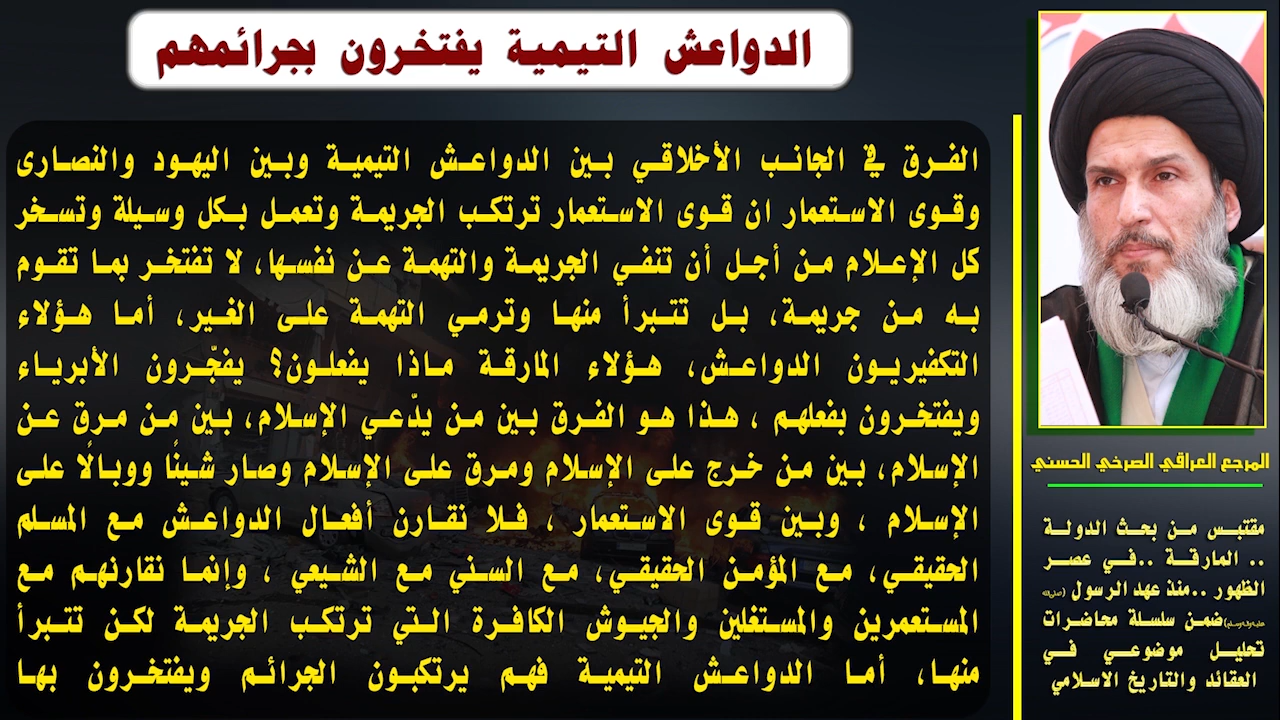 الدواعش التيمية يفتخرون بجرائمهم
الفرق في الجانب الأخلاقي بين الدواعش التيمية وبين اليهود والنصارى
وقوى الاستعمار ان قوى الاستعمار ترتكب الجريمة وتعمل بكل وسيلة وتسخر
كل الإعلام من أجل أن تنفي الجريمة والتهمة عن نفسها، لا تفتخر بما تقوم
به من جريمة، بل تتبرأ منها وترمي التهمة على الغير، أما هؤلاء
التكفيريون الدواعش، هؤلاء المارقة ماذا يفعلون؟ يفجّرون الأبرياء
ويفتخرون بفعلهم ، هذا هو الفرق بين من يدّعي الإسلام، بين من مرق عن
الإسلام، بين من خرج على الإسلام ومرق على الإسلام وصار شينًا ووبالًا على
الإسلام ، وبين قوى الاستعمار ، فلا نقارن أفعال الدواعش مع المسلم
الحقيقي، مع المؤمن الحقيقي، مع السني مع الشيعي ، وإنما نقارنهم مع
المستعمرين والمستغلين والجيوش الكافرة التي ترتكب الجريمة لكن تتبرأ
منها، أما الدواعش التيمية فهم يرتكبون الجرائم ويفتخرون بها
المرجع العراقي الصرخي الحسني
مقتبس من بحث الدولة
.. المارقة ..في عصر
الظهور ..منذ عهد الرسول (صلى الله
عليه وآله وسلم)ضمن سلسلة محاضرات
تحليل موضوعي في
العقائد والتاريخ الاسلامي